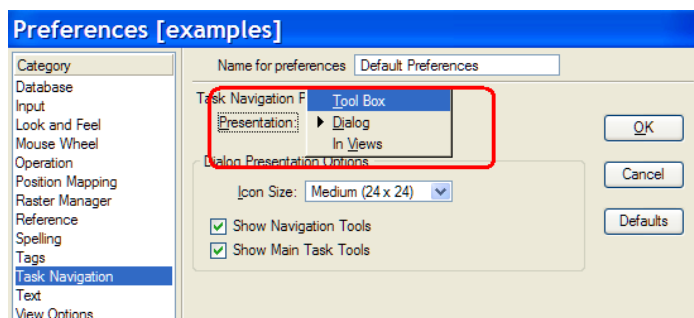 Preferences [examples]
Category
Database
Input
Look and Feel
Mouse Wheel
Operation
Position Mapping
Raster Manager
Reference
Spelling
Tags
Task Navigation
Text
View Options
Name for preferences Default Preferences
Task Navigation F
Tool Box
Presentation: Dialog
In Views
Dialog Presentation Options
Icon Size: Medium (24 x 24)
Show Navigation Tools
Show Main Task Tools
OK
Cancel
Defaults